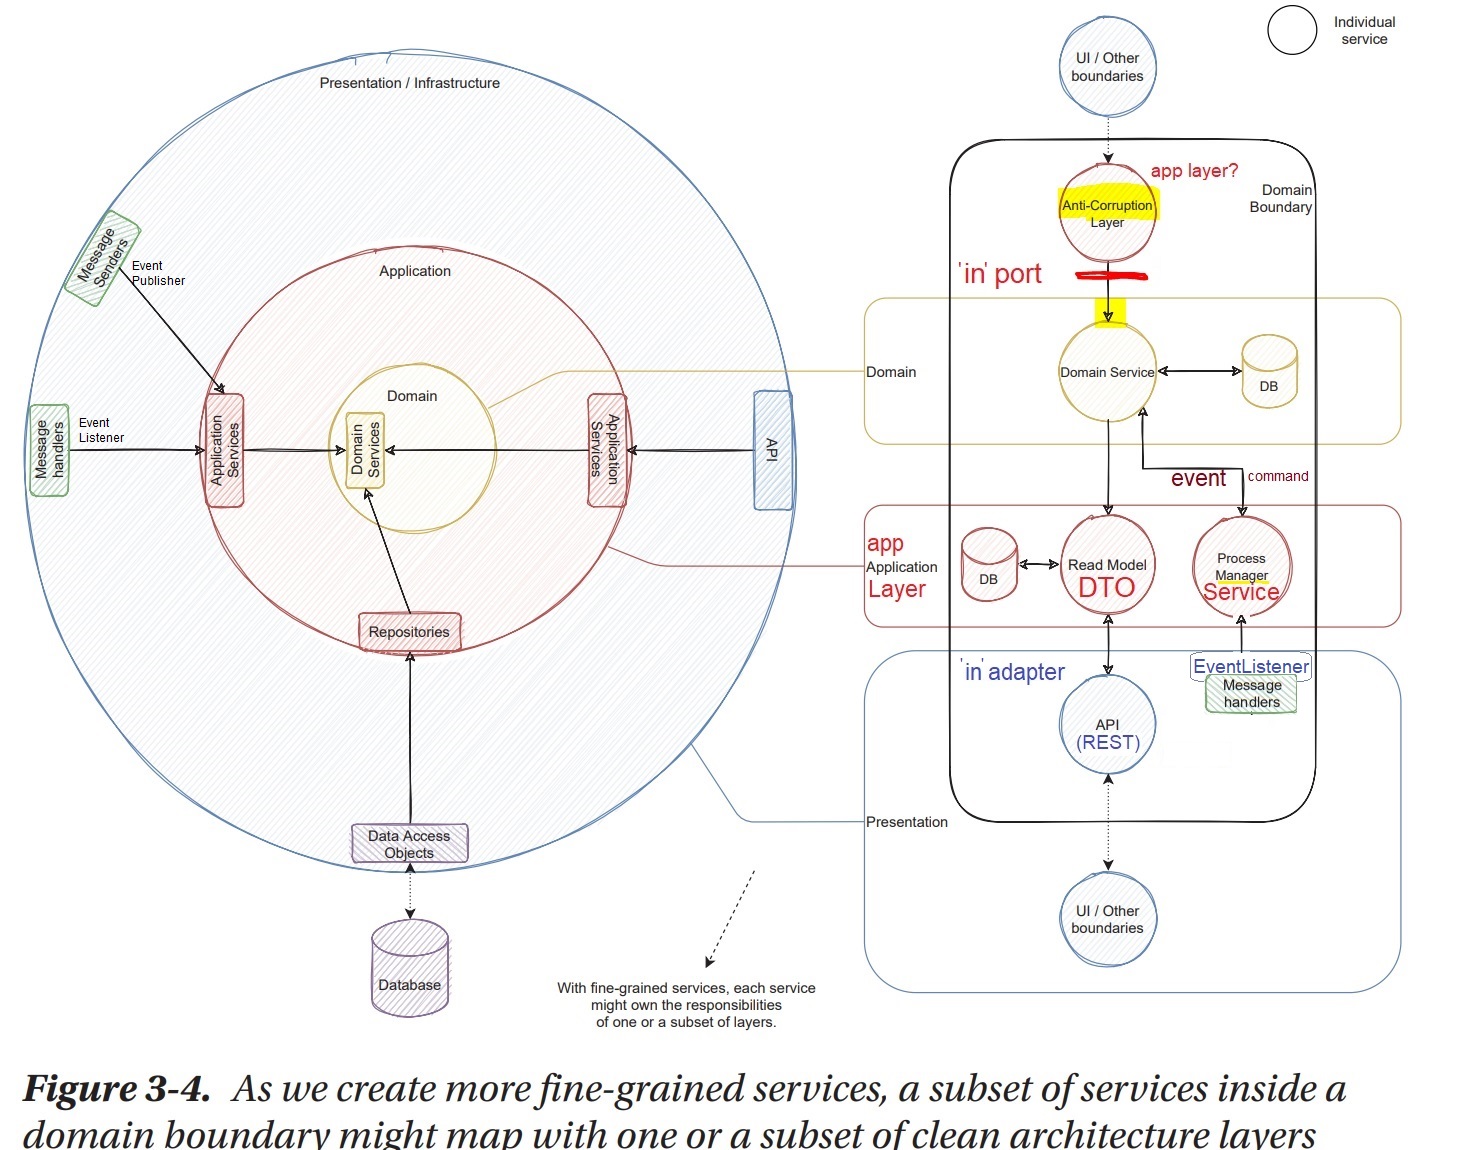 Individual
service
UI / Other
boundaries
Presentation / Infrastructure
app layer?
Anti-Corruption
Layer
Domain
Boundary
Message
Senders
Event
Publisher
Application
'in' port
Domain
Domain
Domain Service
DB
Message
handlers
Event
Listener
Application
Services
Domain
Services
Application
Services
API
event
command
app
Application
Layer
DB
Read Model
DTO
Process
Manager
Service
Repositories
'in' adapter
EventListener
Message
handlers
API
(REST)
Presentation
Data Access
Objects
UI / Other
boundaries
Database
With fine-grained services, each service
might own the responsibilities
of one or a subset of layers.
Figure 3-4. As we create more fine-grained services, a subset of services inside a
domain boundary might map with one or a subset of clean architecture layers